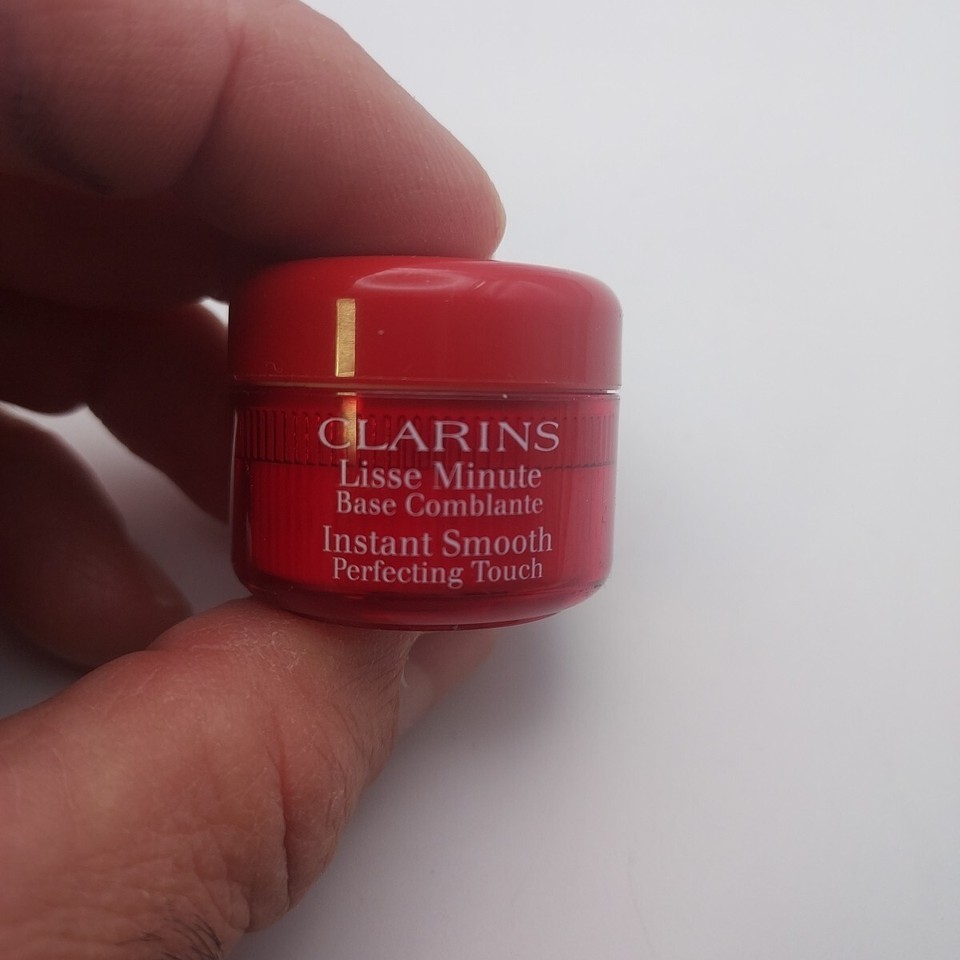 CLARINS
Lisse Minute
Base Comblante
Instant Smooth
Perfecting Touch